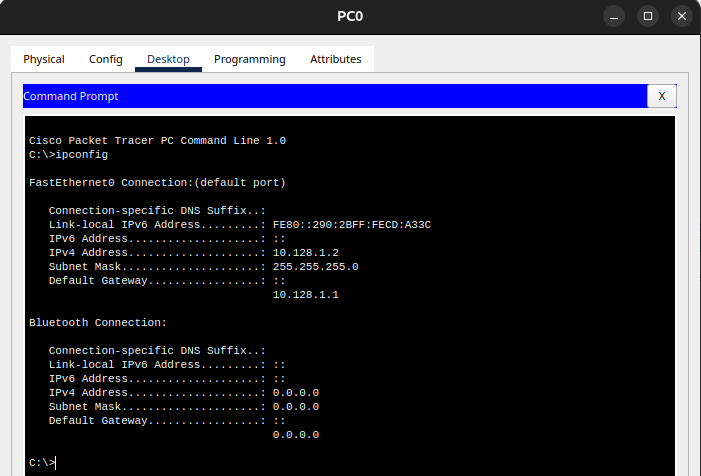 PC0
Physical Config Desktop Programming Attributes
Command Prompt X
Cisco Packet Tracer PC Command Line 1.0
C:\>ipconfig
FastEthernet0 Connection:(default port)
Connection-specific DNS Suffix..:
Link-local IPv6 Address.........: FE80::290:2BFF:FECD:A33C
IPv6 Address....................: ::
IPv4 Address....................: 10.128.1.2
Subnet Mask.....................: 255.255.255.0
Default Gateway.................: ::
10.128.1.1
Bluetooth Connection:
Connection-specific DNS Suffix..:
Link-local IPv6 Address.........: ::
IPv6 Address....................: ::
IPv4 Address....................: 0.0.0.0
Subnet Mask.....................: 0.0.0.0
Default Gateway.................: ::
0.0.0.0
C:\>